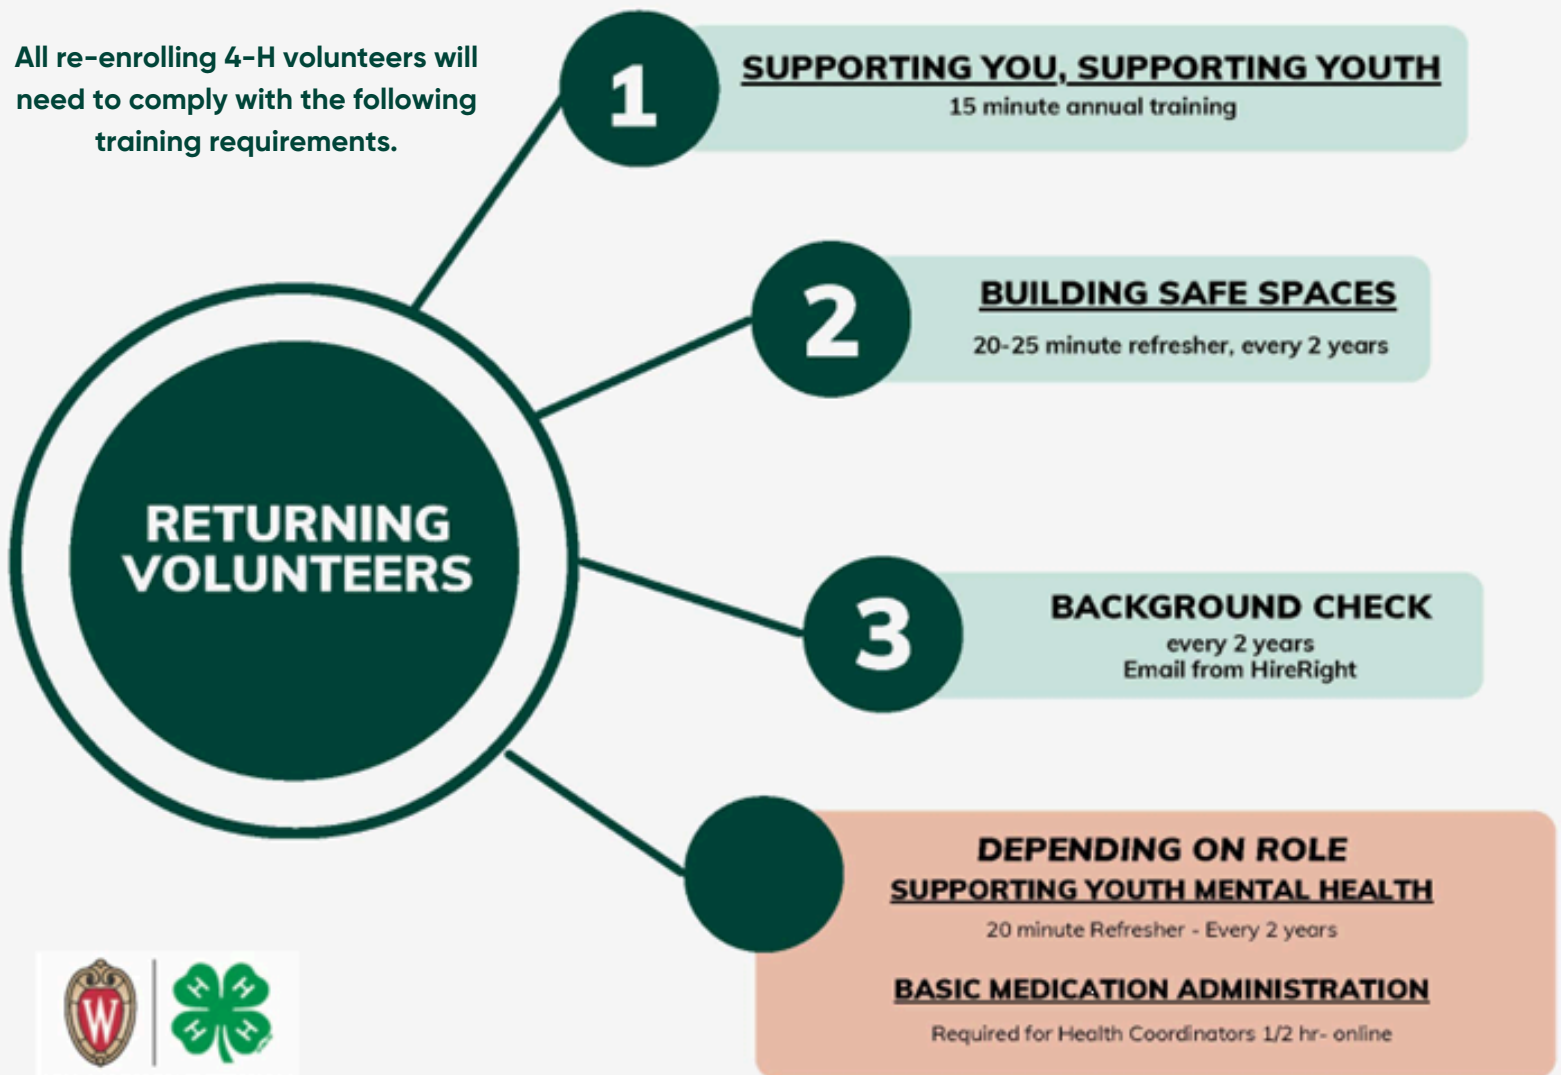 All re-enrolling 4-H volunteers will
need to comply with the following
training requirements.
1
SUPPORTING YOU, SUPPORTING YOUTH
15 minute annual training
2
BUILDING SAFE SPACES
20-25 minute refresher, every 2 years
RETURNING
VOLUNTEERS
3
BACKGROUND CHECK
every 2 years
Email from HireRight
DEPENDING ON ROLE
SUPPORTING YOUTH MENTAL HEALTH
20 minute Refresher - Every 2 years
BASIC MEDICATION ADMINISTRATION
Required for Health Coordinators 1/2 hr- online
W
H H
H H